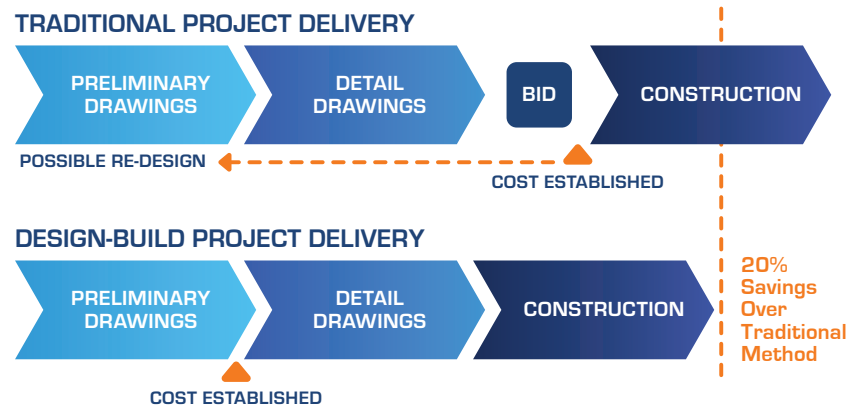 TRADITIONAL PROJECT DELIVERY
PRELIMINARY
DRAWINGS
DETAIL
DRAWINGS
BID
CONSTRUCTION
POSSIBLE RE-DESIGN
COST ESTABLISHED
DESIGN-BUILD PROJECT DELIVERY
PRELIMINARY
DRAWINGS
DETAIL
DRAWINGS
CONSTRUCTION
20%
Savings
Over
Traditional
Method
COST ESTABLISHED